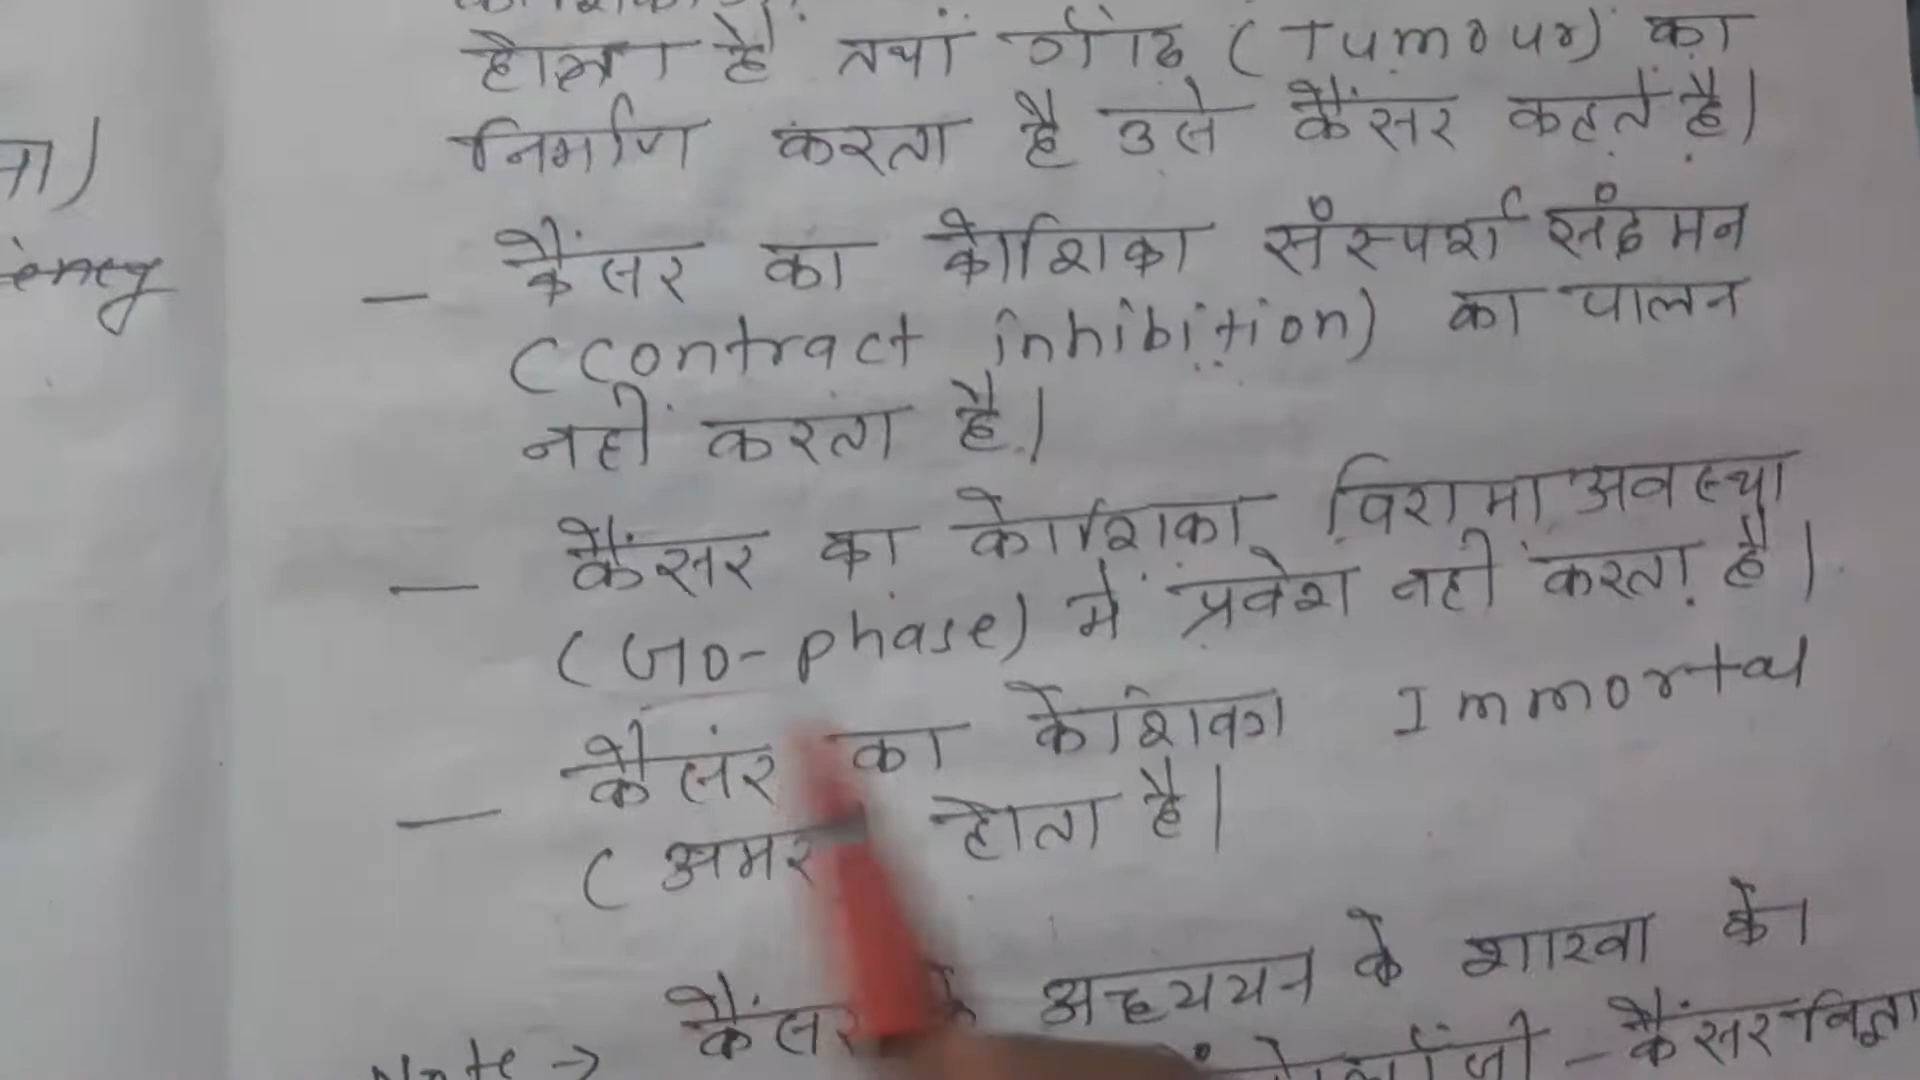 होता है तथा गाँठ (Tumour) का
निर्माण करता है उसे कैंसर कहते है।
ना)
ency
— कैंसर का कोशिका संस्पर्श संदमन
(Contract inhibition) का पालन
नही करता है।
— कैंसर का कोशिका विरामा अवस्था
(G0-phase) में प्रवेश नही करता है।
— कैंसर का कोशिका Immortal
(अमर होता है।
Note → कैंसर के अध्ययन के शाखा को